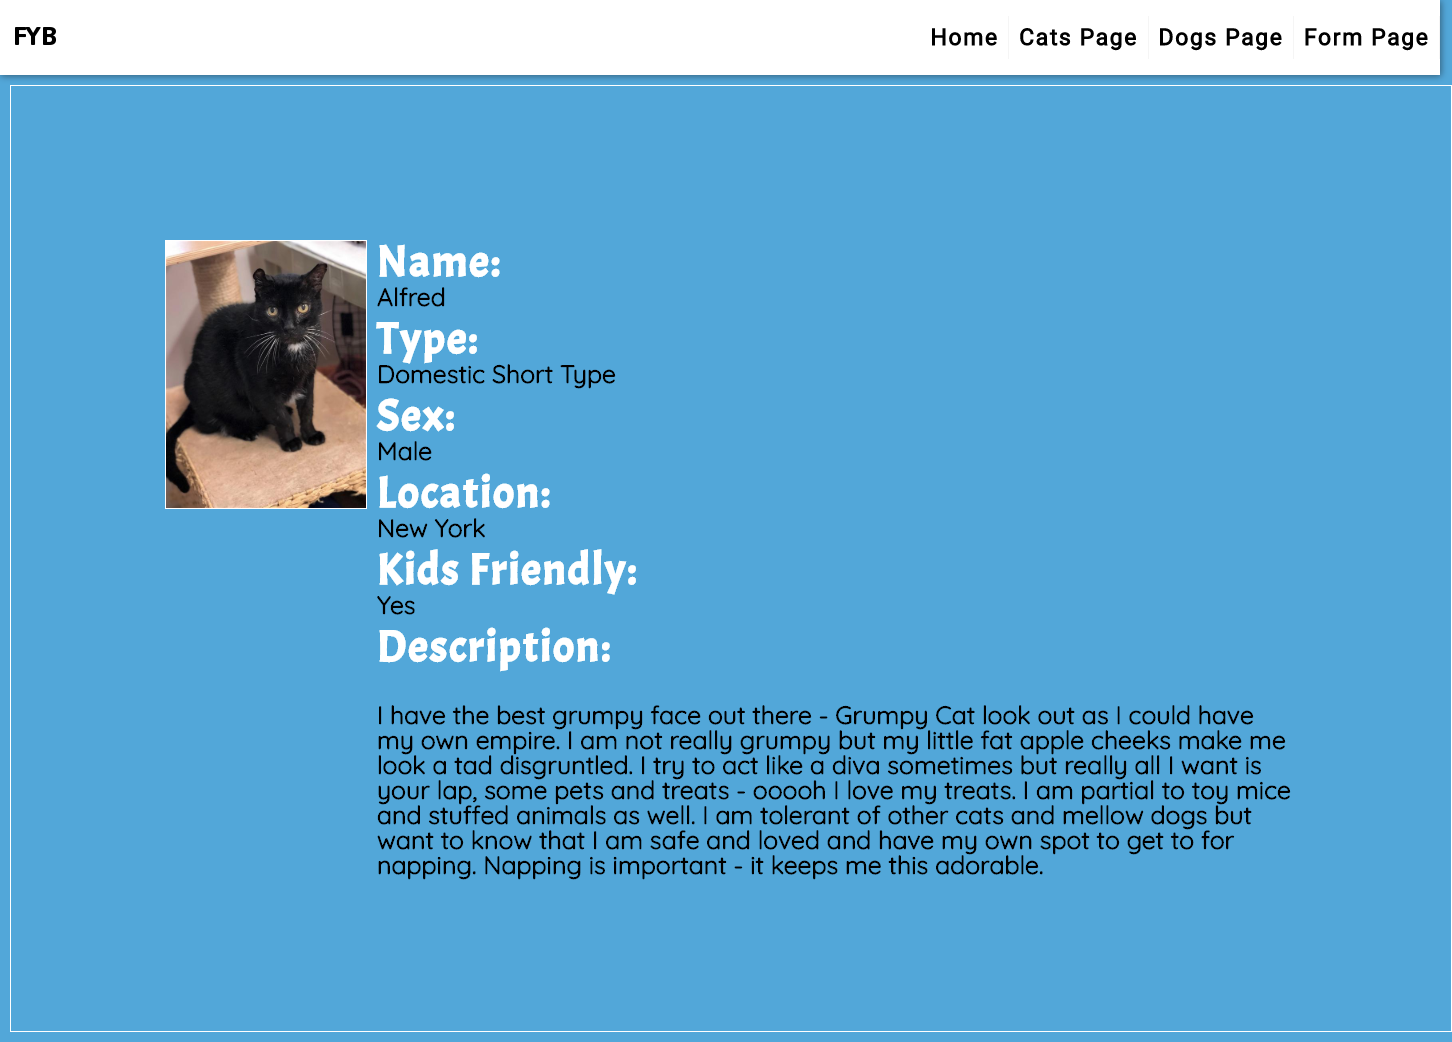 FYB
Home
Cats Page
Dogs Page
Form Page
Name:
Alfred
Type:
Domestic Short Type
Sex:
Male
Location:
New York
Kids Friendly:
Yes
Description:
I have the best grumpy face out there - Grumpy Cat look out as I could have
my own empire. I am not really grumpy but my little fat apple cheeks make me
look a tad disgruntled. I try to act like a diva sometimes but really all I want is
your lap, some pets and treats - ooooh I love my treats. I am partial to toy mice
and stuffed animals as well. I am tolerant of other cats and mellow dogs but
want to know that I am safe and loved and have my own spot to get to for
napping. Napping is important - it keeps me this adorable.